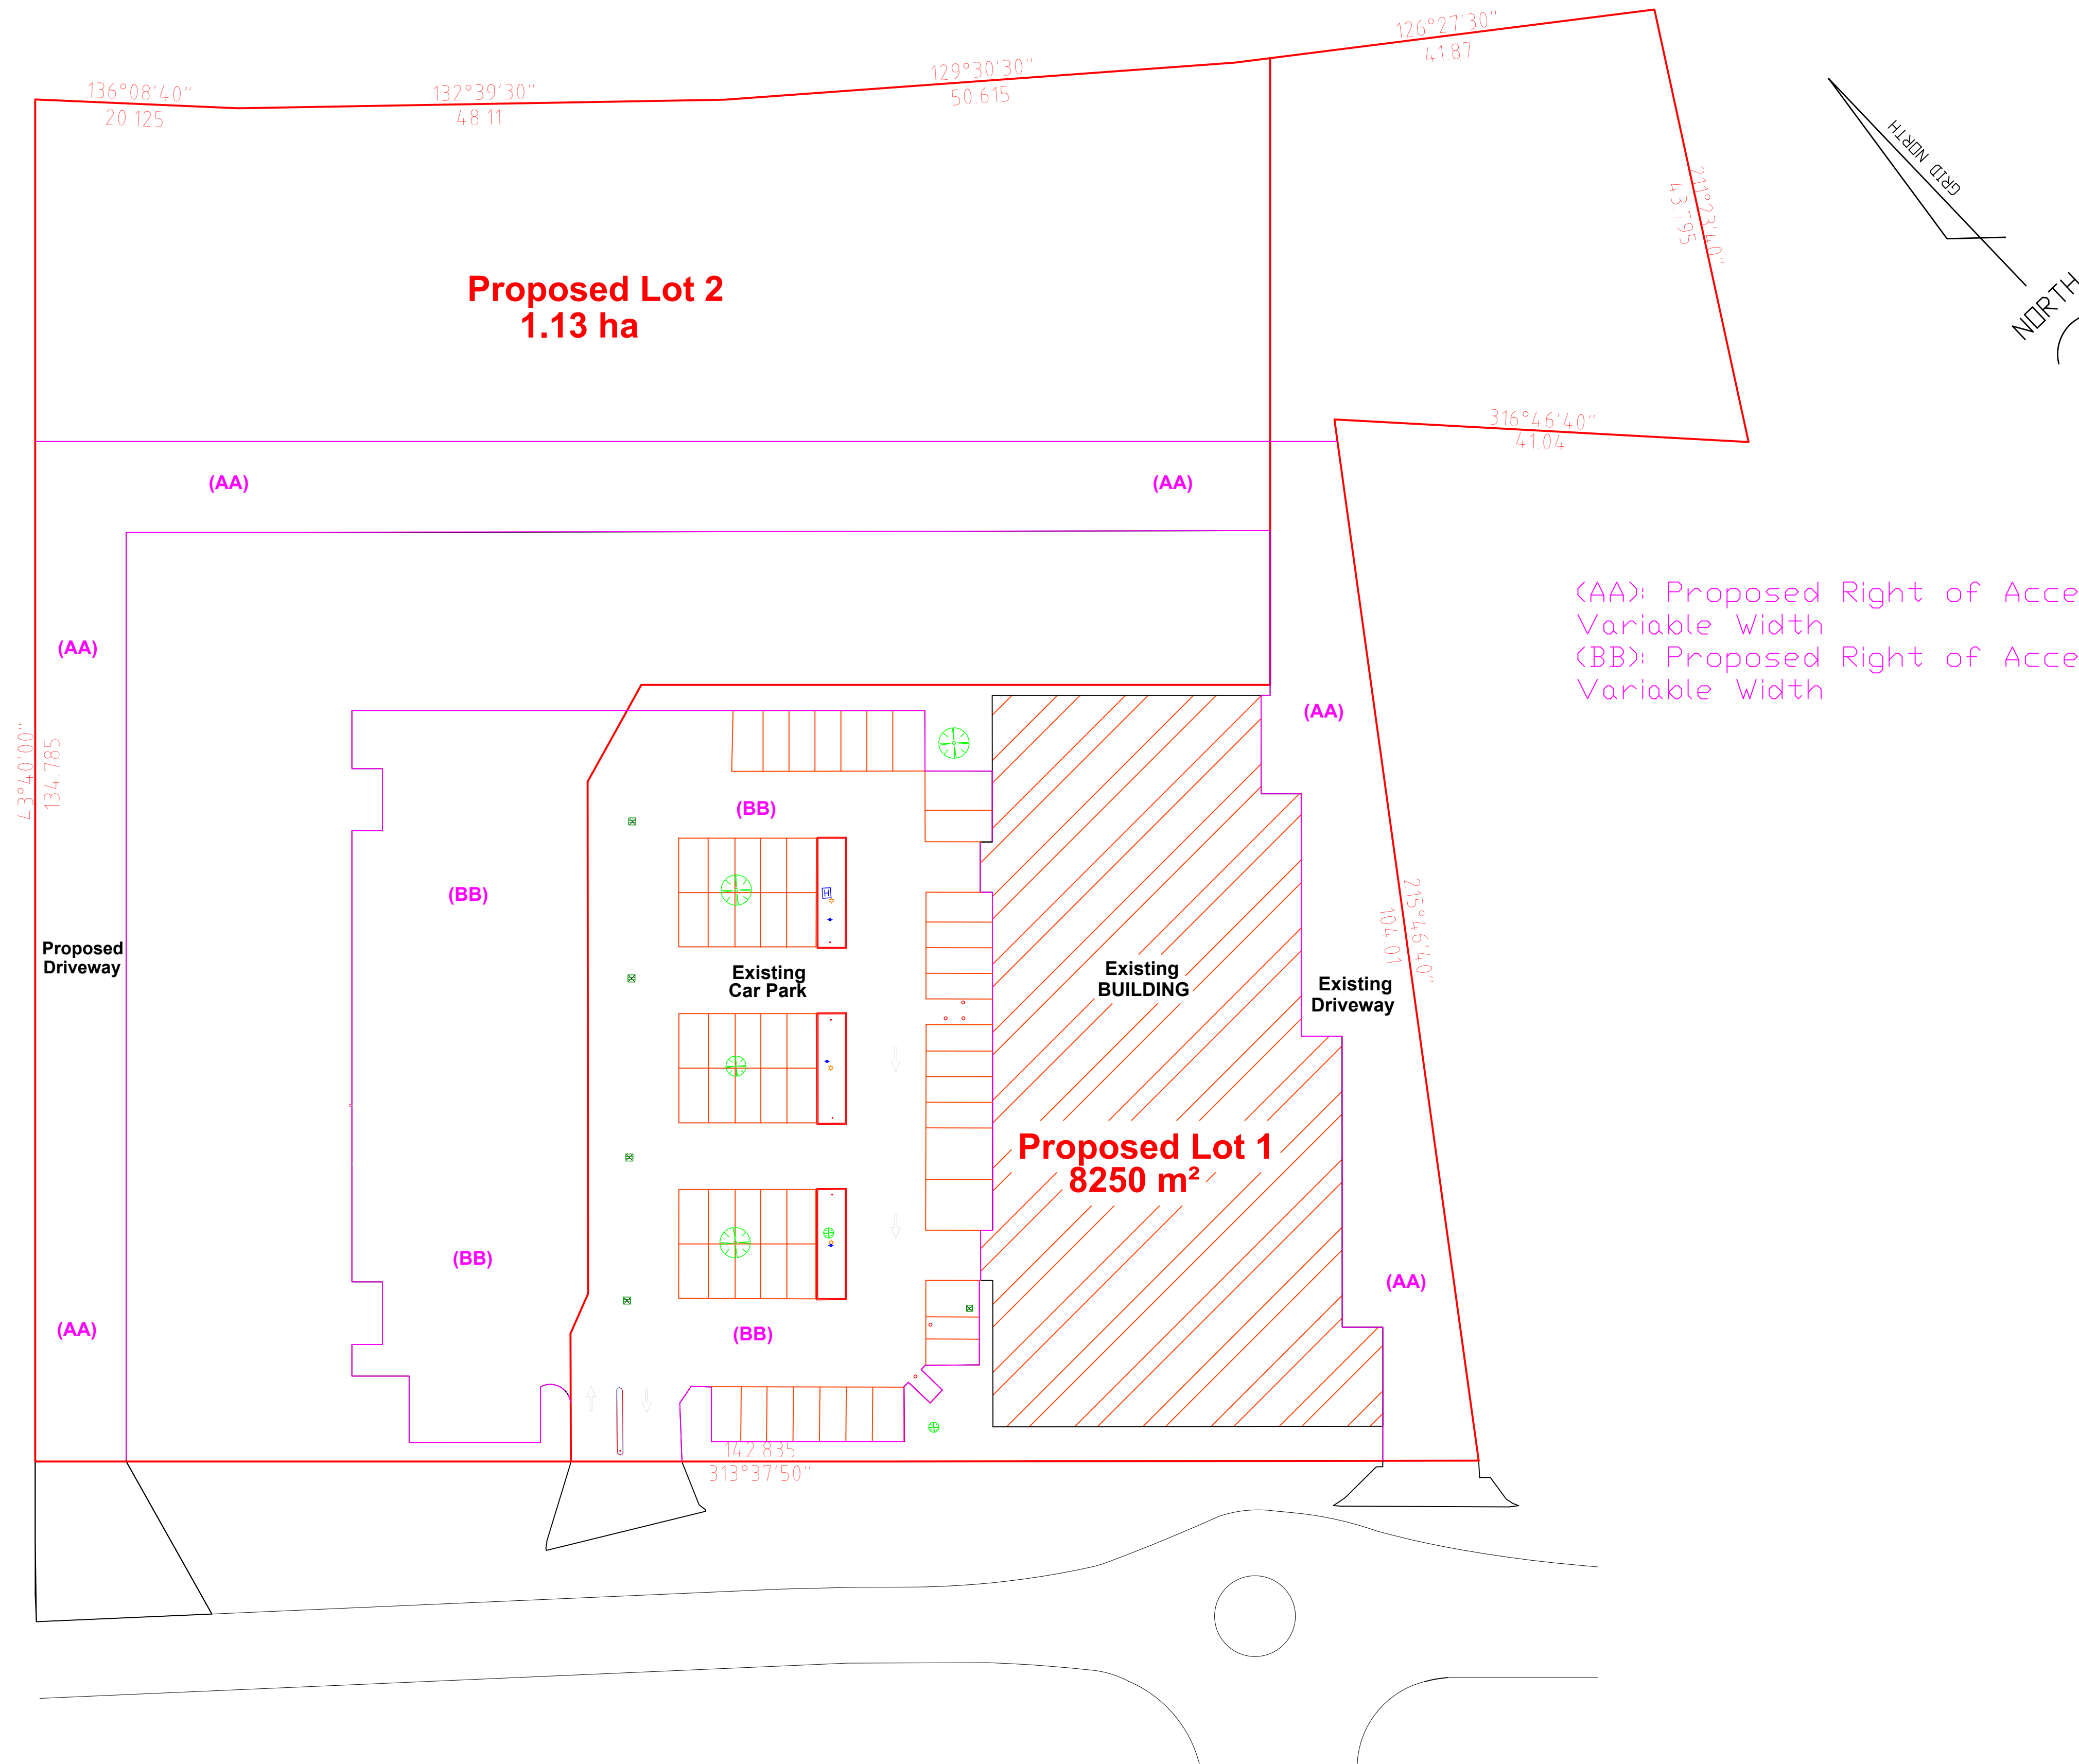 136°08'40"
20.125
132°39'30"
48.11
129°30'30"
50.615
126°27'30"
41.87
211°23'40"
43.795
GRID NORTH
NORTH
Proposed Lot 2
1.13 ha
316°46'40"
41.04
(AA)
(AA)
(AA): Proposed Right of
Variable Width
(BB): Proposed Right of
Variable Width
(AA)
(AA)
43°40'00"
134.785
(BB)
(BB)
H
Proposed
Driveway
Existing
Car Park
Existing
BUILDING
Existing
Driveway
215°46'40"
104.01
Proposed Lot 1
8250 m²
(BB)
(AA)
(AA)
(BB)
142.835
313°37'50"